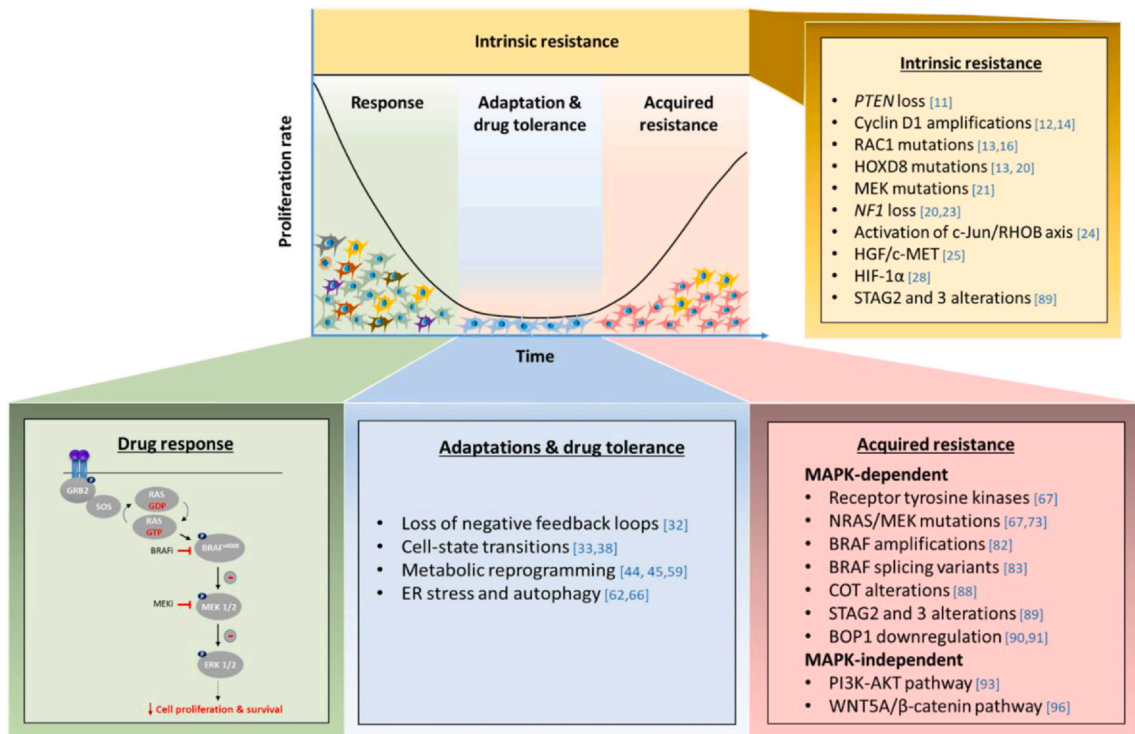 Intrinsic resistance
Response
Adaptation &
drug tolerance
Acquired
resistance
Proliferation rate
Time
Intrinsic resistance
• PTEN loss [11]
• Cyclin D1 amplifications [12,14]
• RAC1 mutations [13,16]
• HOXD8 mutations [13, 20]
• MEK mutations [21]
• NF1 loss [20,23]
• Activation of c-Jun/RHOB axis [24]
• HGF/c-MET [25]
• HIF-1α [28]
• STAG2 and 3 alterations [89]
Drug response
P
GRB2
SOS
RAS
GDP
RAS
GTP
BRAFi
P
BRAFV600E
MEKi
P
MEK 1/2
P
ERK 1/2
↓ Cell proliferation & survival
Adaptations & drug tolerance
• Loss of negative feedback loops [32]
• Cell-state transitions [33,38]
• Metabolic reprogramming [44, 45,59]
• ER stress and autophagy [62,66]
Acquired resistance
MAPK-dependent
• Receptor tyrosine kinases [67]
• NRAS/MEK mutations [67,73]
• BRAF amplifications [82]
• BRAF splicing variants [83]
• COT alterations [88]
• STAG2 and 3 alterations [89]
• BOP1 downregulation [90,91]
MAPK-independent
• PI3K-AKT pathway [93]
• WNT5A/β-catenin pathway [96]